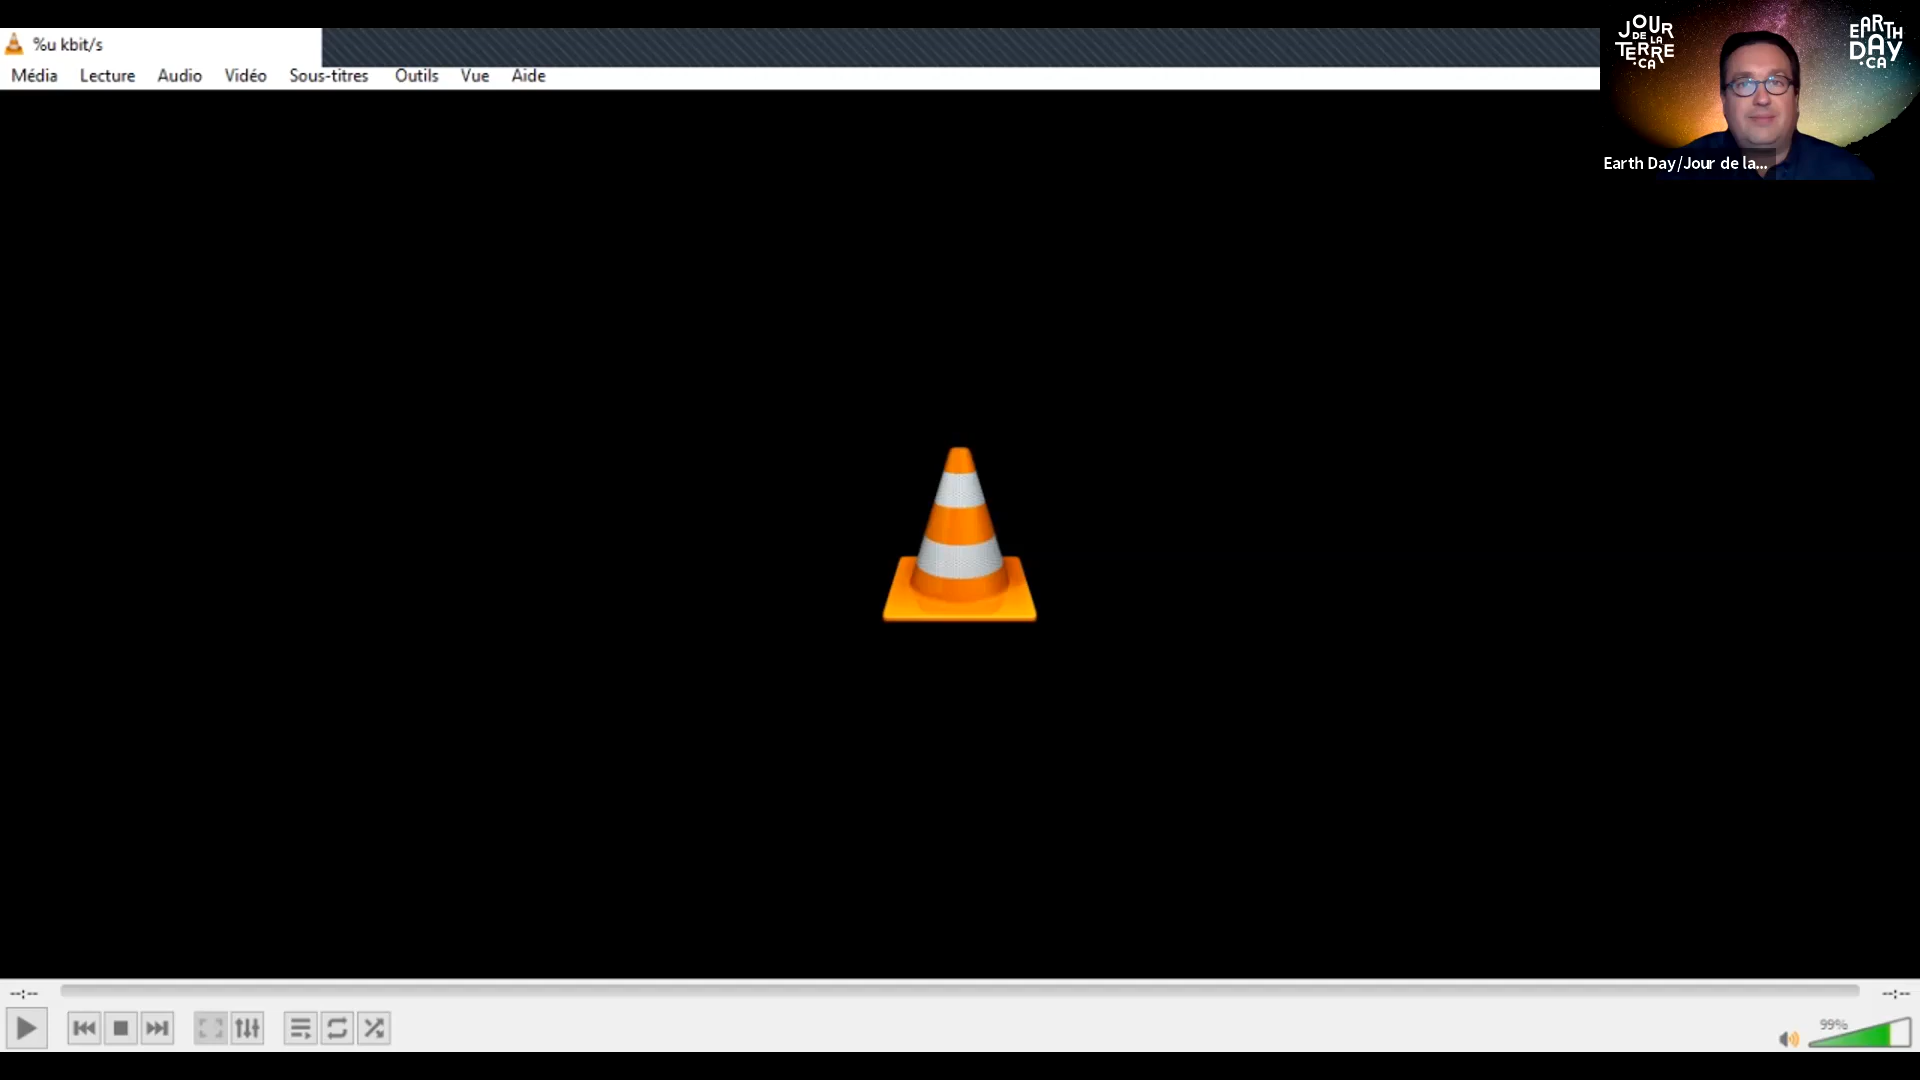 %u kbit/s
Média Lecture Audio Vidéo Sous-titres Outils Vue Aide
JOUR
DE LA
TERRE
.CA
EARTH
DAY
.CA
Earth Day/Jour de la...
--:-- --:--
99%